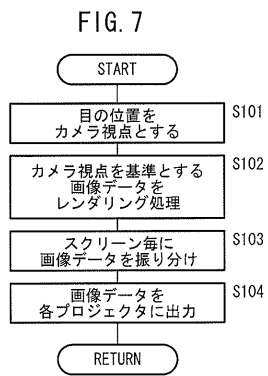 FIG. 7
START
目の位置を
カメラ視点とする
S101
カメラ視点を基準とする
画像データを
レンダリング処理
S102
スクリーン毎に
画像データを振り分け
S103
画像データを
各プロジェクタに出力
S104
RETURN